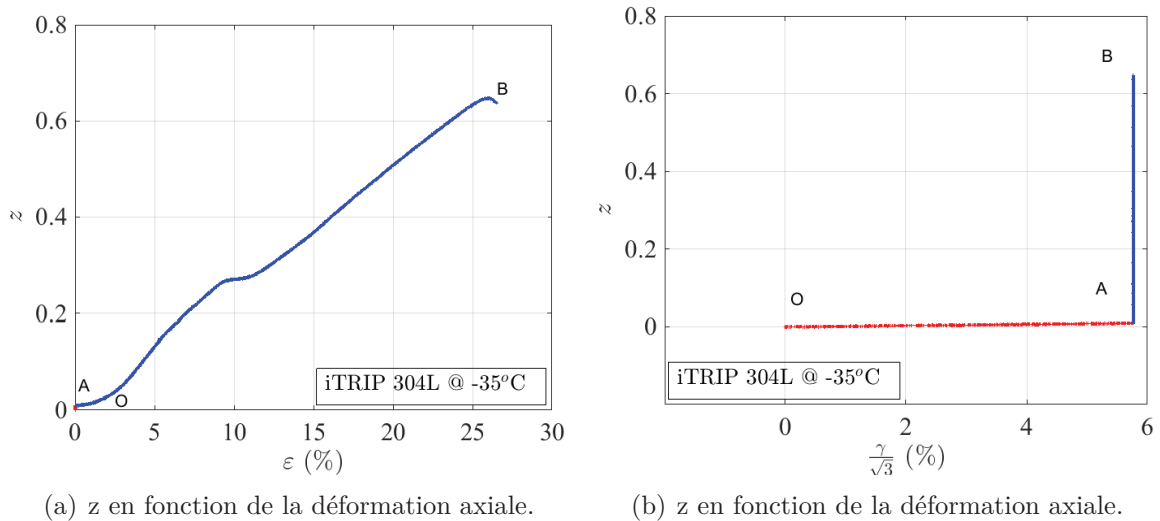 0.8
0.6
0.4
0.2
0
z
0 5 10 15 20 25 30
ε (%)
A
O
B
iTRIP 304L @ -35°C
(a) z en fonction de la déformation axiale.
0.8
0.6
0.4
0.2
0
z
0 2 4 6
γ/√3 (%)
O
A
B
iTRIP 304L @ -35°C
(b) z en fonction de la déformation axiale.